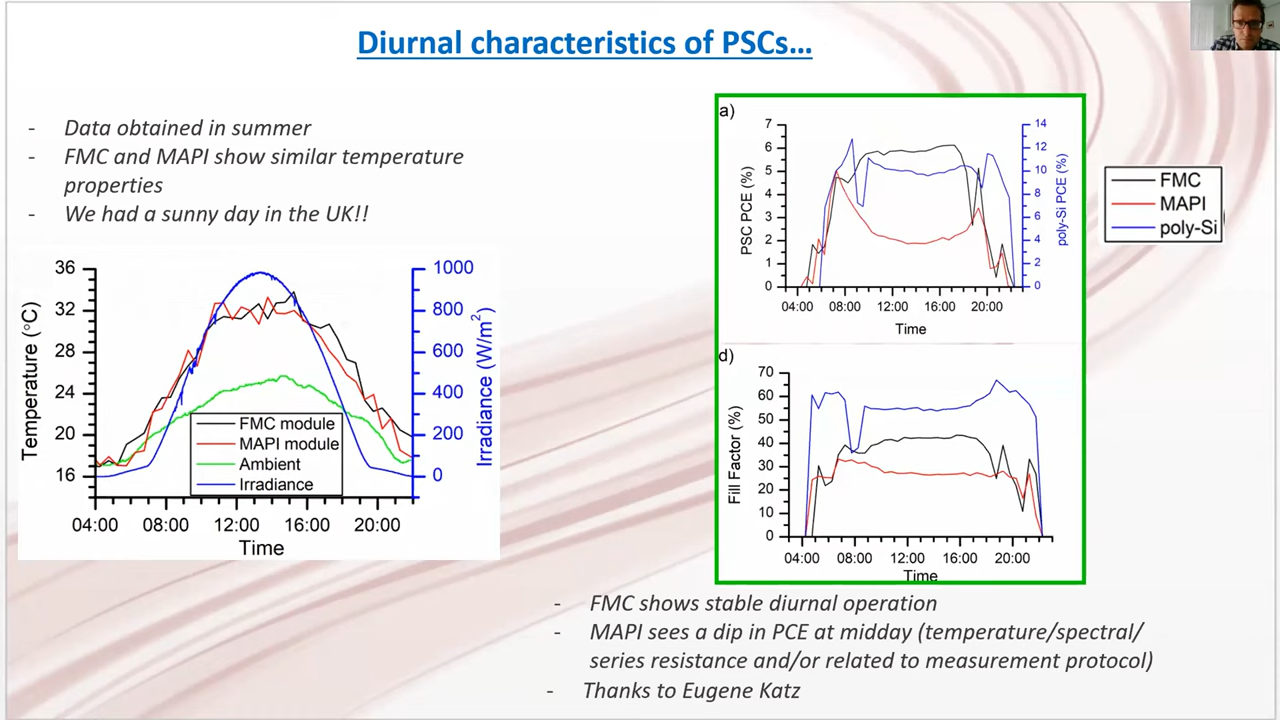 Diurnal characteristics of PSCs…
- Data obtained in summer
- FMC and MAPI show similar temperature
properties
- We had a sunny day in the UK!!
36
32
28
24
20
16
Temperature (°C)
1000
800
600
400
200
0
Irradiance (W/m²)
FMC module
MAPI module
Ambient
Irradiance
04:00 08:00 12:00 16:00 20:00
Time
a)
7
6
5
4
3
2
1
0
PSC PCE (%)
14
12
10
8
6
4
2
0
poly-Si PCE (%)
04:00 08:00 12:00 16:00 20:00
Time
FMC
MAPI
poly-Si
d)
70
60
50
40
30
20
10
0
Fill Factor (%)
04:00 08:00 12:00 16:00 20:00
Time
- FMC shows stable diurnal operation
- MAPI sees a dip in PCE at midday (temperature/spectral/
series resistance and/or related to measurement protocol)
- Thanks to Eugene Katz